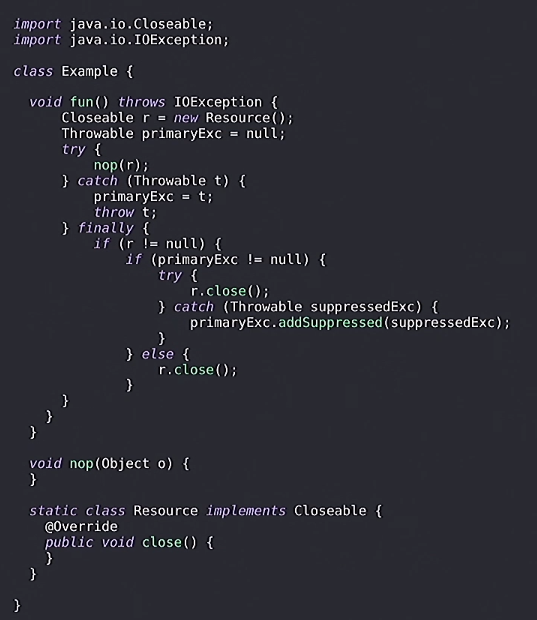 import java.io.Closeable;
import java.io.IOException;

class Example {

  void fun() throws IOException {
      Closeable r = new Resource();
      Throwable primaryExc = null;
      try {
          nop(r);
      } catch (Throwable t) {
          primaryExc = t;
          throw t;
      } finally {
          if (r != null) {
              if (primaryExc != null) {
                  try {
                      r.close();
                  } catch (Throwable suppressedExc) {
                      primaryExc.addSuppressed(suppressedExc);
                  }
              } else {
                  r.close();
              }
      }
    }
  }

  void nop(Object o) {
  }

  static class Resource implements Closeable {
    @Override
    public void close() {
    }
  }

}